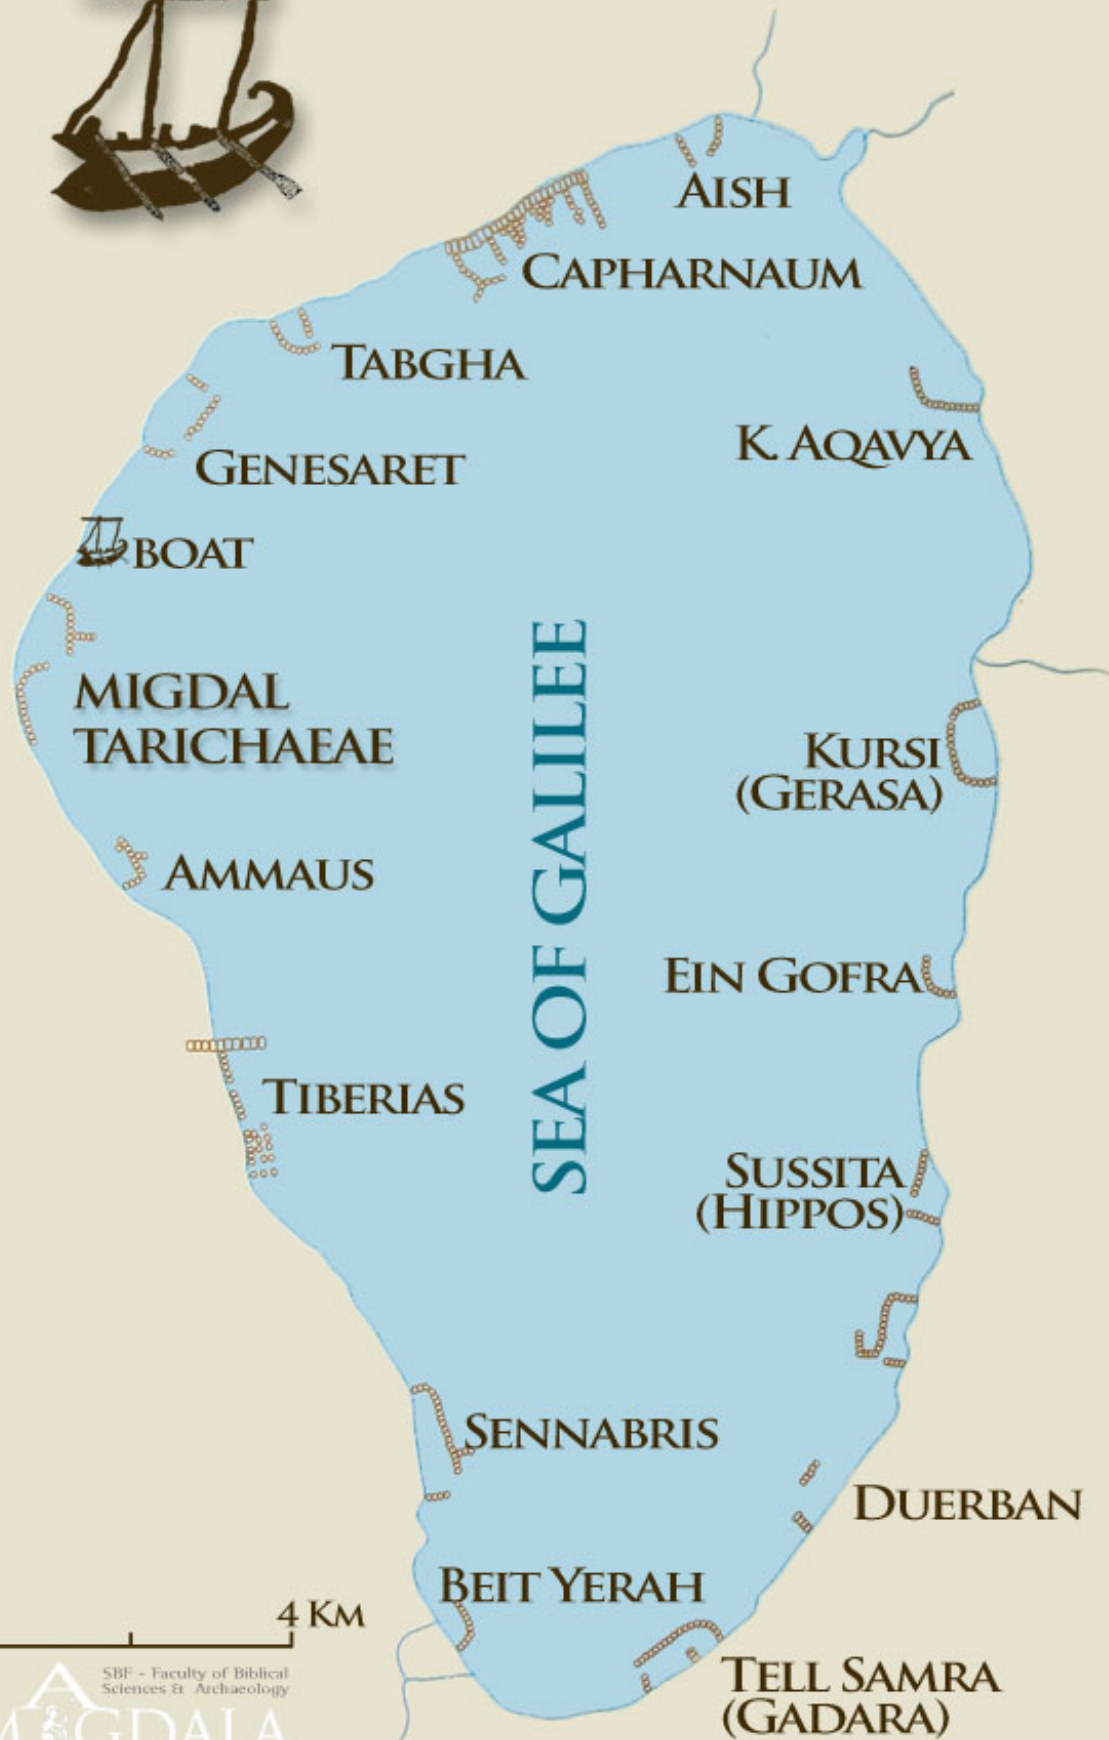 AISH
CAPHARNAUM
TABGHA
K. AQAVYA
GENESARET
BOAT
SEA OF GALILEE
MIGDAL
TARICHAEAE
KURSI
(GERASA)
AMMAUS
EIN GOFRA
TIBERIAS
SUSSITA
(HIPPOS)
SENNABRIS
DUERBAN
BEIT YERAH
4 KM
SBF - Faculty of Biblical
Sciences & Archaeology
TELL SAMRA
(GADARA)
MAGDALA